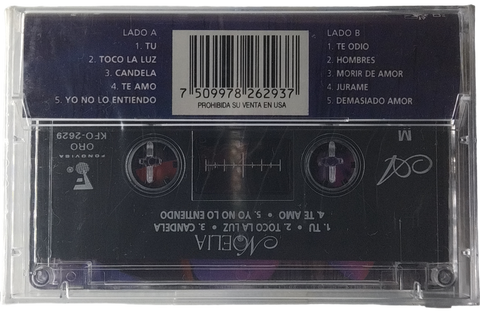 LADO A
1. TU
2. TOCO LA LUZ
3. CANDELA
4. TE AMO
5. YO NO LO ENTIENDO
7 509978 262937
PROHIBIDA SU VENTA EN USA
LADO B
1. TE ODIO
2. HOMBRES
3. MORIR DE AMOR
4. JURAME
5. DEMASIADO AMOR
A
M
NOELIA
1. TU • 2. TOCO LA LUZ • 3. CANDELA
4. TE AMO • 5. YO NO LO ENTIENDO
F
FONOVISA
ORO
KFO-2629